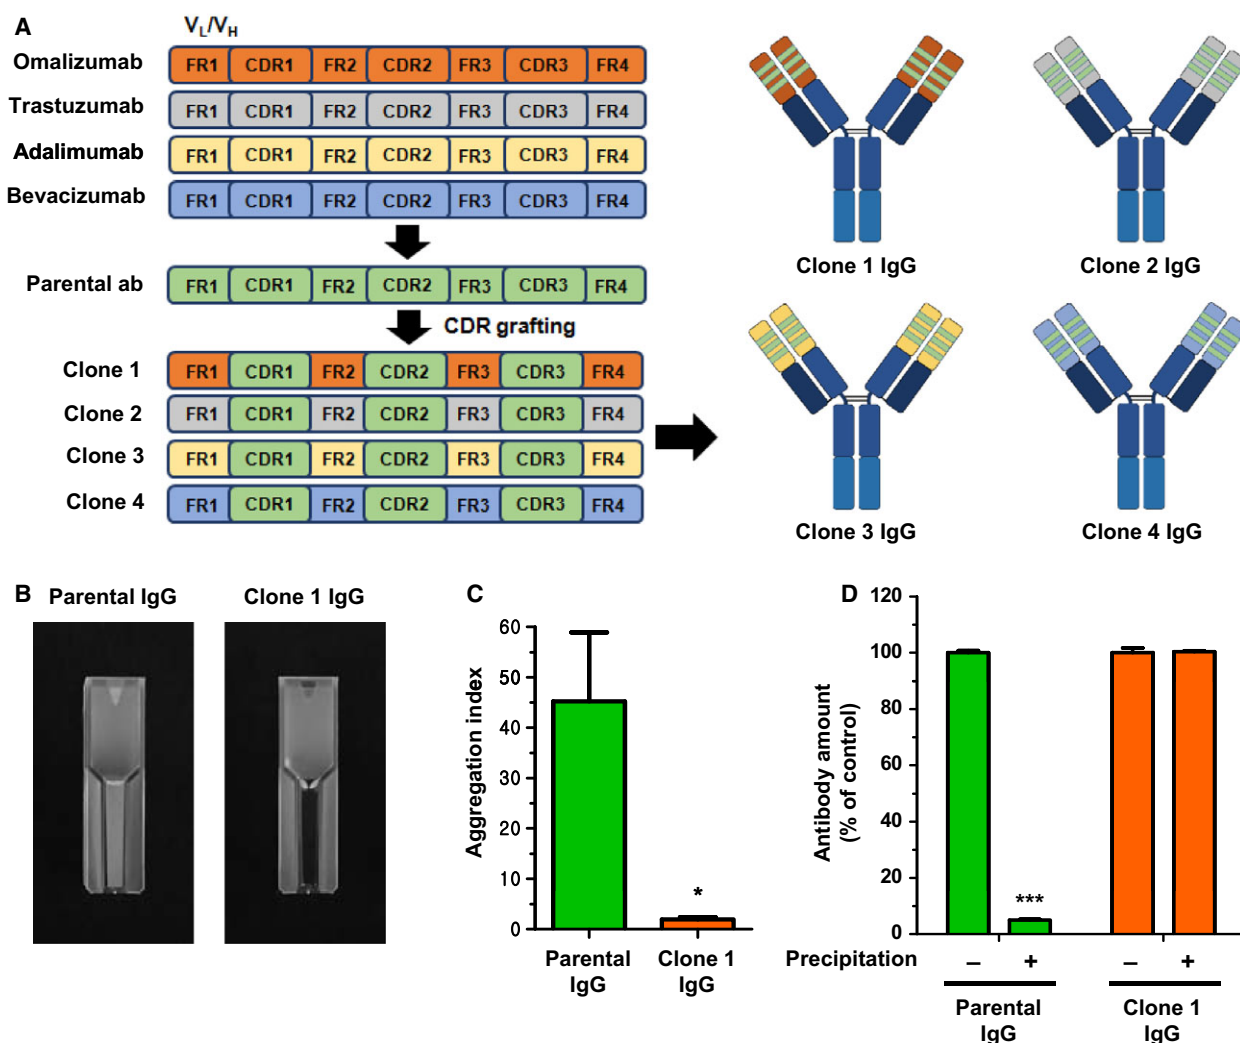 A
VL/VH
Omalizumab
FR1 CDR1 FR2 CDR2 FR3 CDR3 FR4
Trastuzumab
FR1 CDR1 FR2 CDR2 FR3 CDR3 FR4
Adalimumab
FR1 CDR1 FR2 CDR2 FR3 CDR3 FR4
Bevacizumab
FR1 CDR1 FR2 CDR2 FR3 CDR3 FR4
Parental ab
FR1 CDR1 FR2 CDR2 FR3 CDR3 FR4
CDR grafting
Clone 1
FR1 CDR1 FR2 CDR2 FR3 CDR3 FR4
Clone 2
FR1 CDR1 FR2 CDR2 FR3 CDR3 FR4
Clone 3
FR1 CDR1 FR2 CDR2 FR3 CDR3 FR4
Clone 4
FR1 CDR1 FR2 CDR2 FR3 CDR3 FR4
Clone 1 IgG
Clone 2 IgG
Clone 3 IgG
Clone 4 IgG
B
Parental IgG
Clone 1 IgG
C
Aggregation index
60
50
40
30
20
10
0
*
Parental
IgG
Clone 1
IgG
D
Antibody amount
(% of control)
120
100
80
60
40
20
0
***
Precipitation – + – +
Parental
IgG
Clone 1
IgG